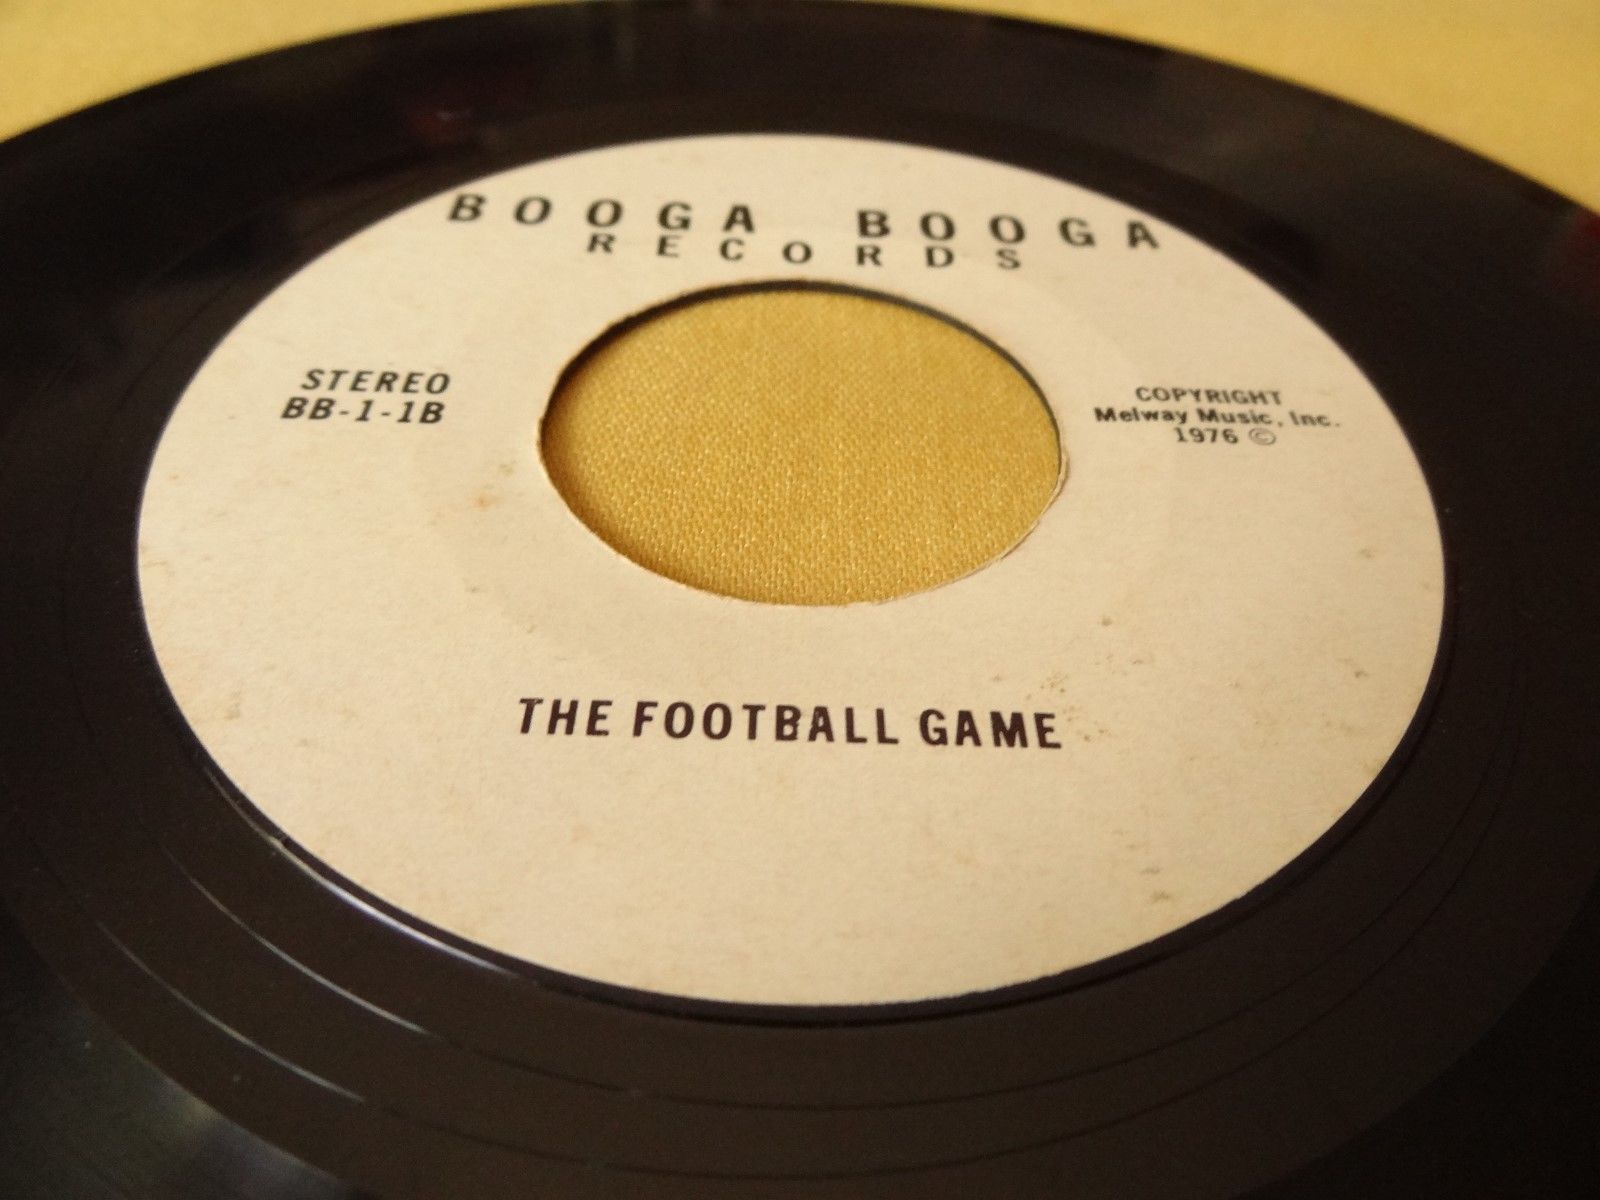 BOOGA BOOGA
RECORDS
STEREO
BB-1-1B
COPYRIGHT
Melway Music, Inc.
1976 ©
THE FOOTBALL GAME